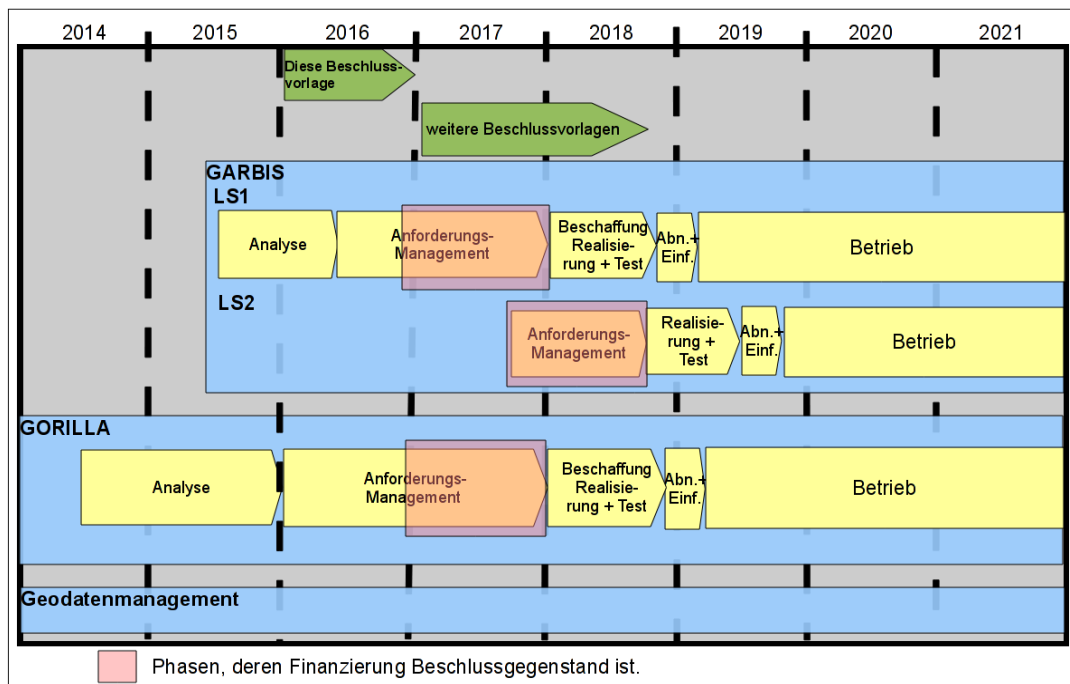 2014 2015 2016 2017 2018 2019 2020 2021
Diese Beschluss-
vorlage
weitere Beschlussvorlagen
GARBIS
LS1
Analyse
Anforderungs-
Management
Beschaffung
Realisie-
rung + Test
Abn.+
Einf.
Betrieb
LS2
Anforderungs-
Management
Realisie-
rung +
Test
Abn.+
Einf.
Betrieb
GORILLA
Analyse
Anforderungs-
Management
Beschaffung
Realisie-
rung + Test
Abn.+
Einf.
Betrieb
Geodatenmanagement
Phasen, deren Finanzierung Beschlussgegenstand ist.